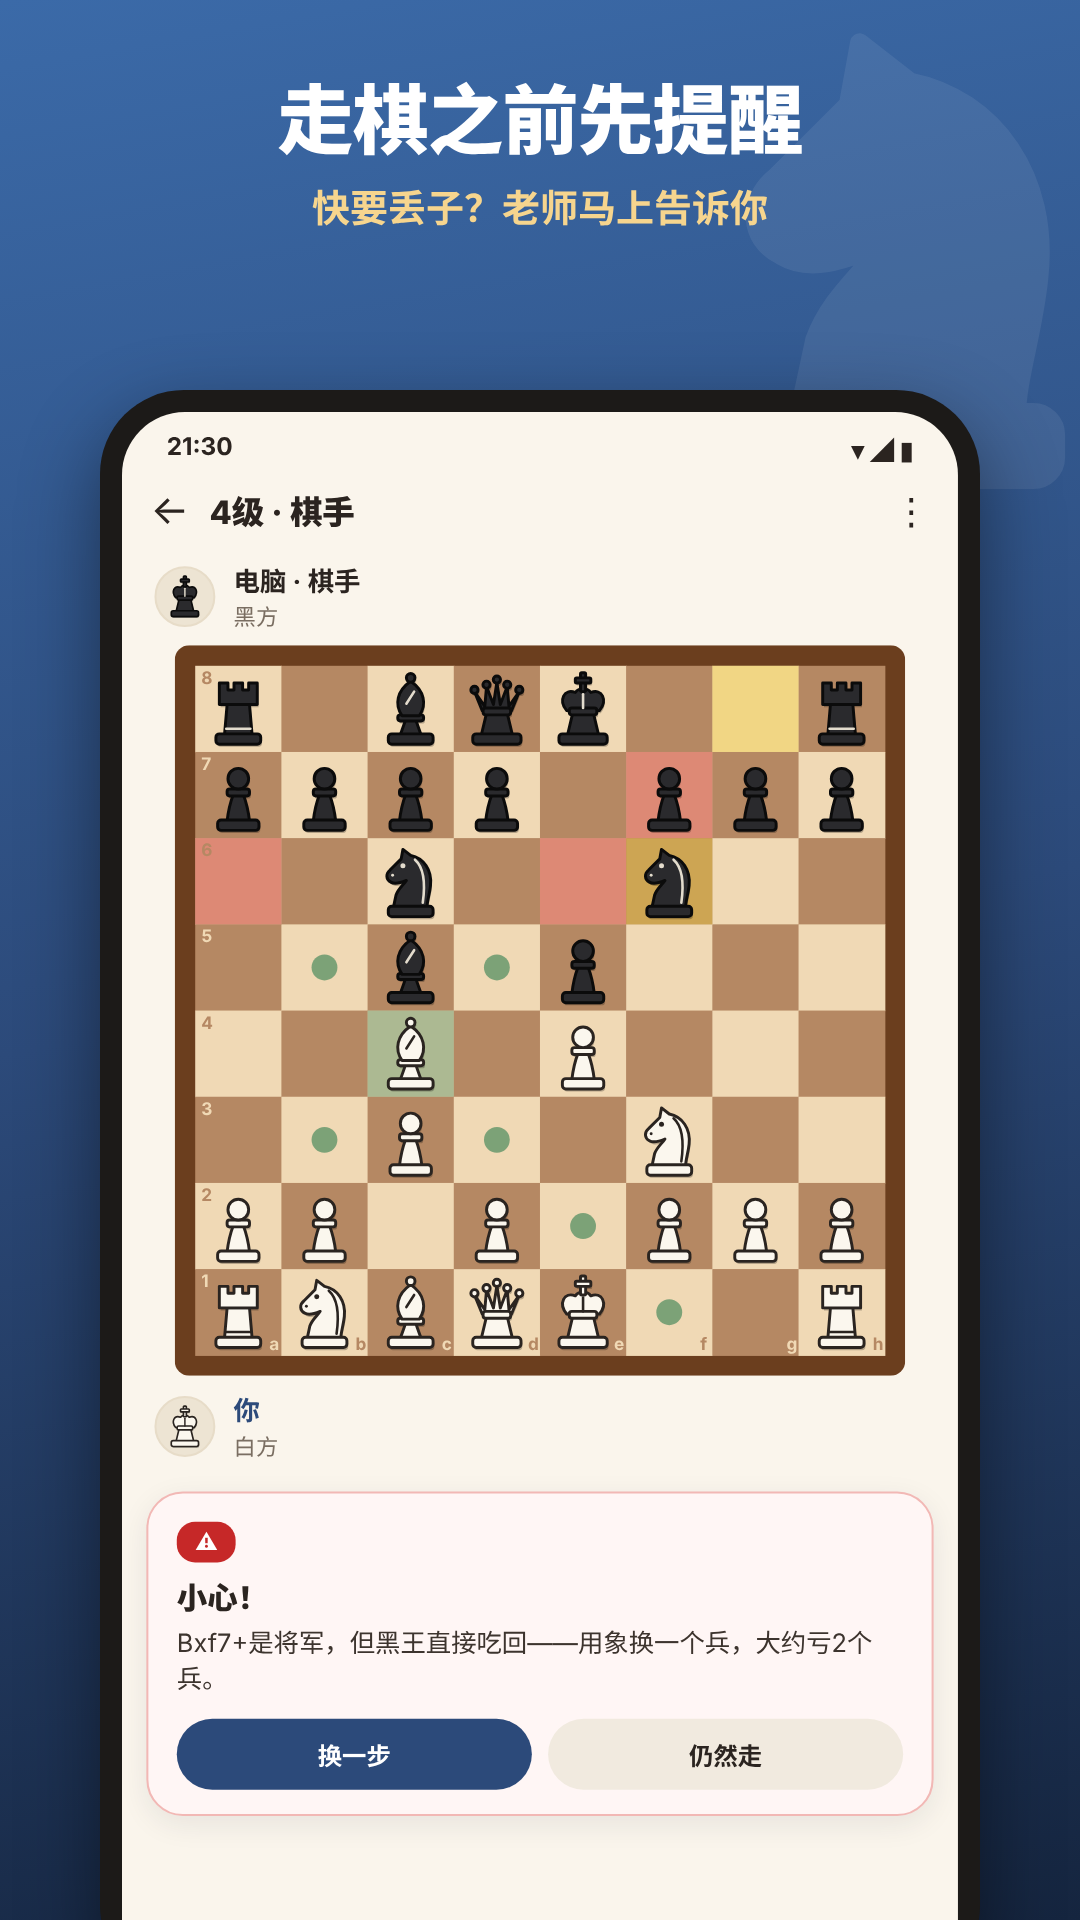 走棋之前先提醒
快要丢子？老师马上告诉你
21:30
4级 · 棋手
电脑 · 棋手
黑方
8
7
6
5
4
3
2
1
a b c d e f g h
你
白方
小心！
Bxf7+是将军，但黑王直接吃回——用象换一个兵，大约亏2个
兵。
换一步
仍然走